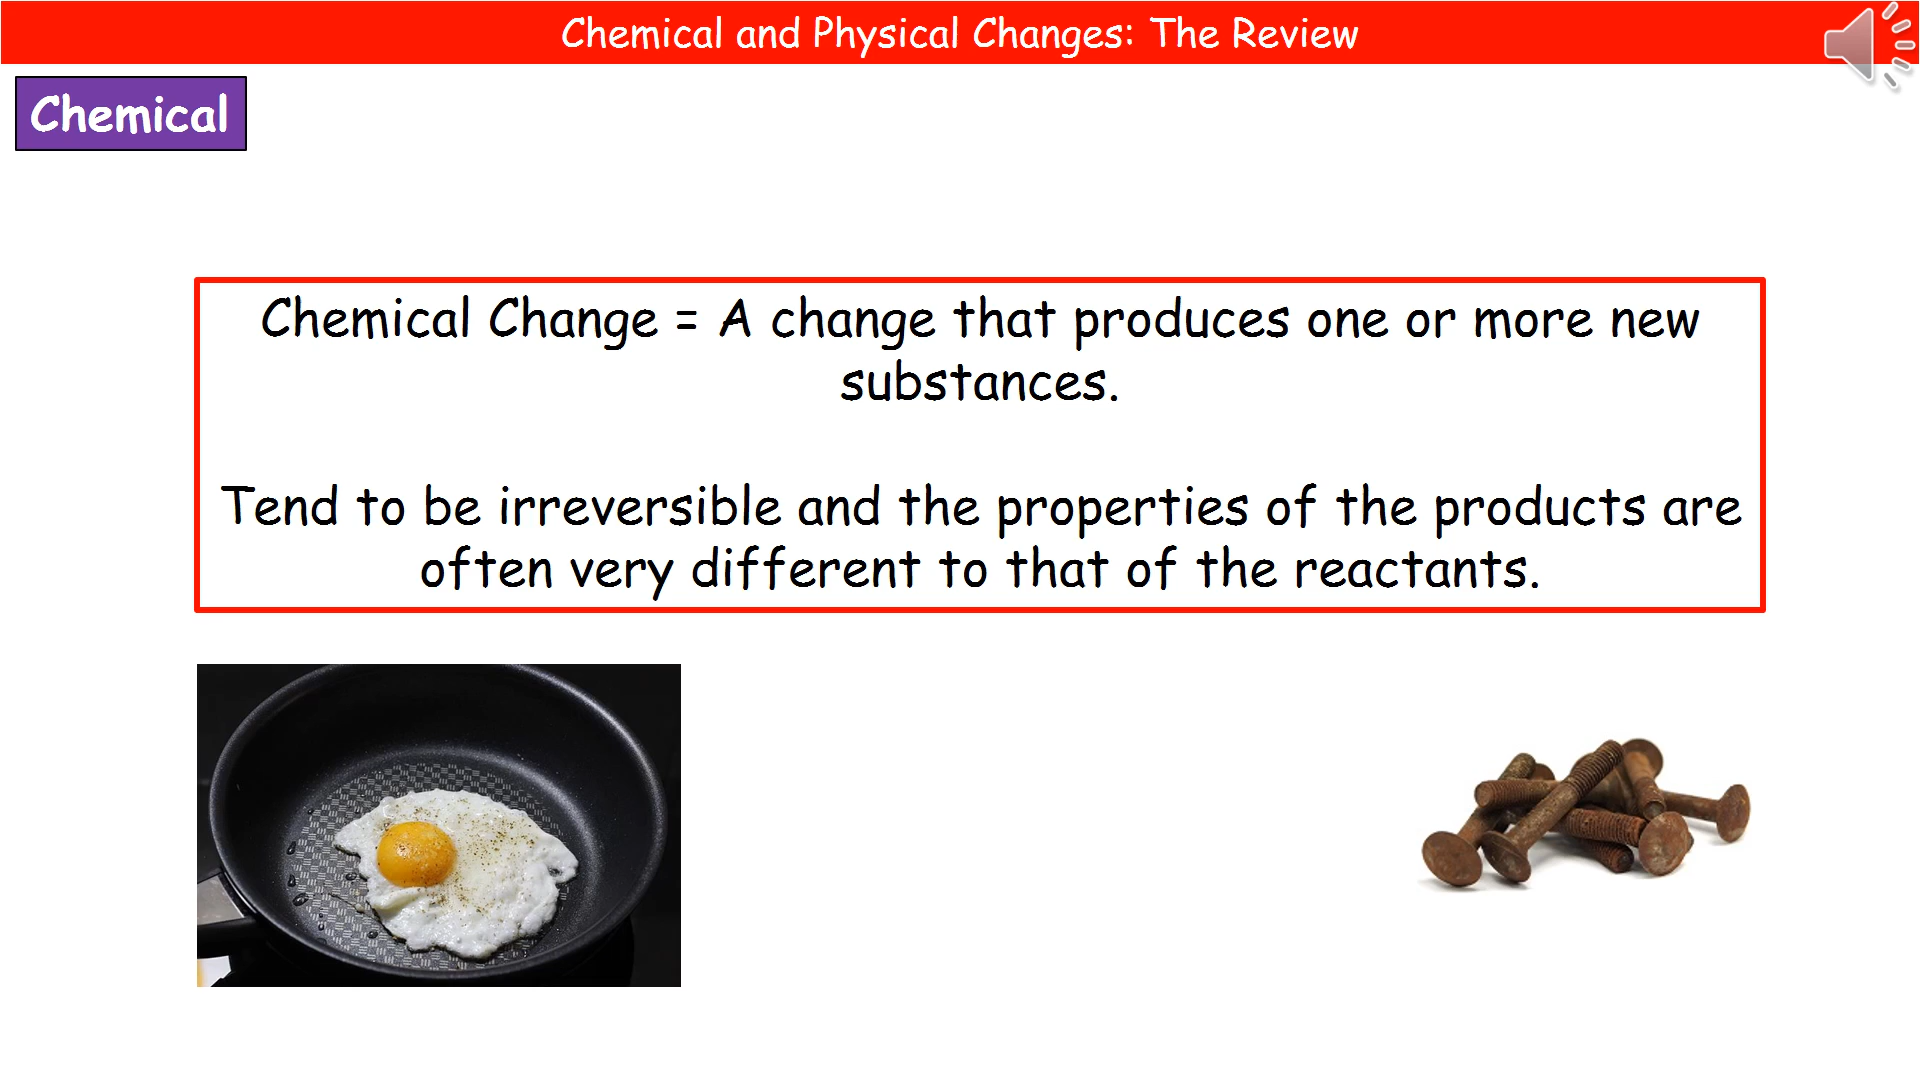 Chemical and Physical Changes: The Review
Chemical
Chemical Change = A change that produces one or more new
substances.
Tend to be irreversible and the properties of the products are
often very different to that of the reactants.